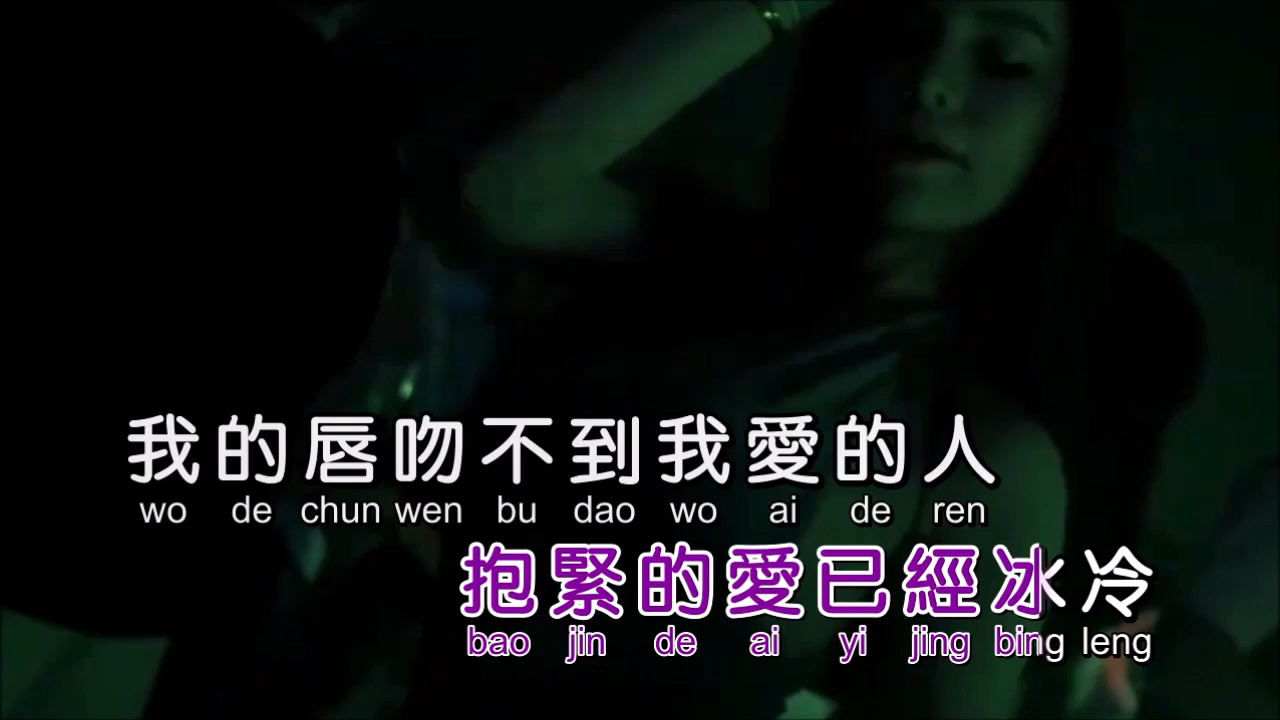 我的唇吻不到我愛的人
wo de chun wen bu dao wo ai de ren
抱緊的愛已經冰冷
bao jin de ai yi jing bing leng